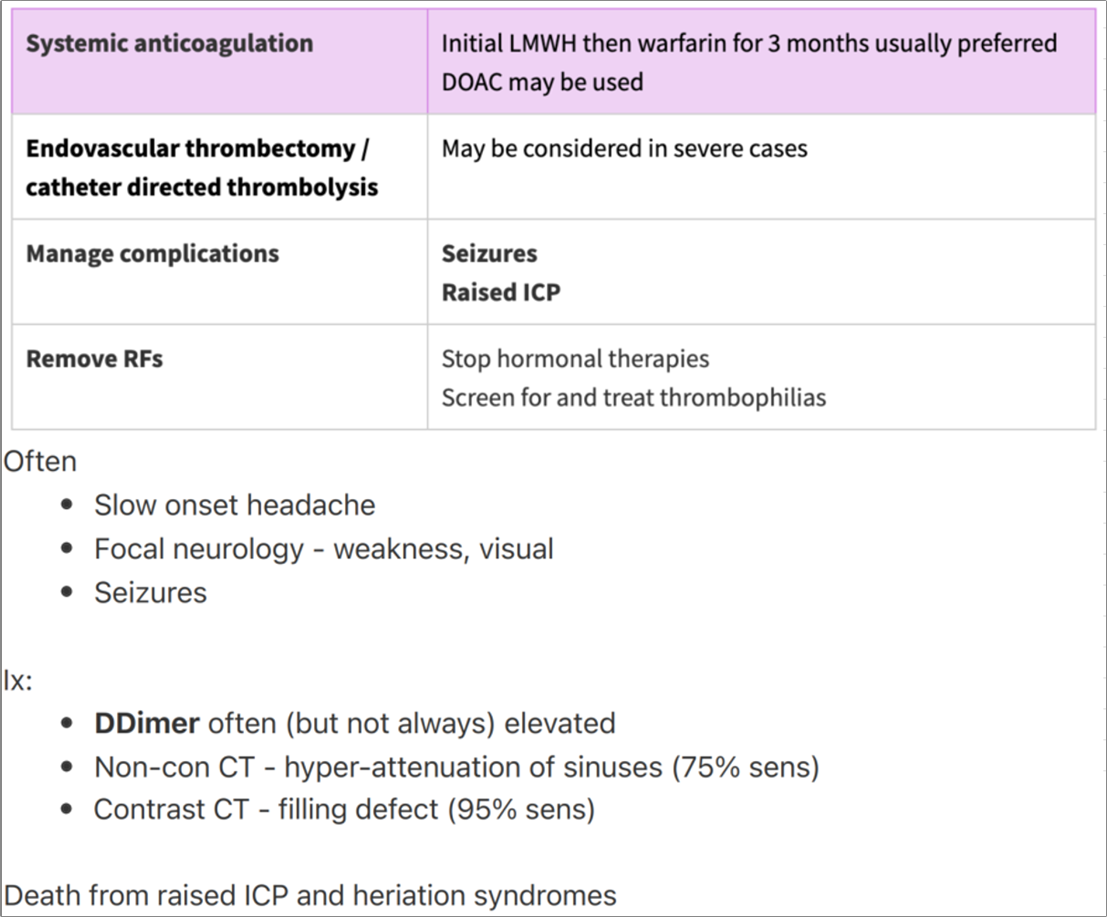 Systemic anticoagulation
Initial LMWH then warfarin for 3 months usually preferred
DOAC may be used
Endovascular thrombectomy /
catheter directed thrombolysis
May be considered in severe cases
Manage complications
Seizures
Raised ICP
Remove RFs
Stop hormonal therapies
Screen for and treat thrombophilias
Often
• Slow onset headache
• Focal neurology - weakness, visual
• Seizures
Ix:
• DDimer often (but not always) elevated
• Non-con CT - hyper-attenuation of sinuses (75% sens)
• Contrast CT - filling defect (95% sens)
Death from raised ICP and heriation syndromes